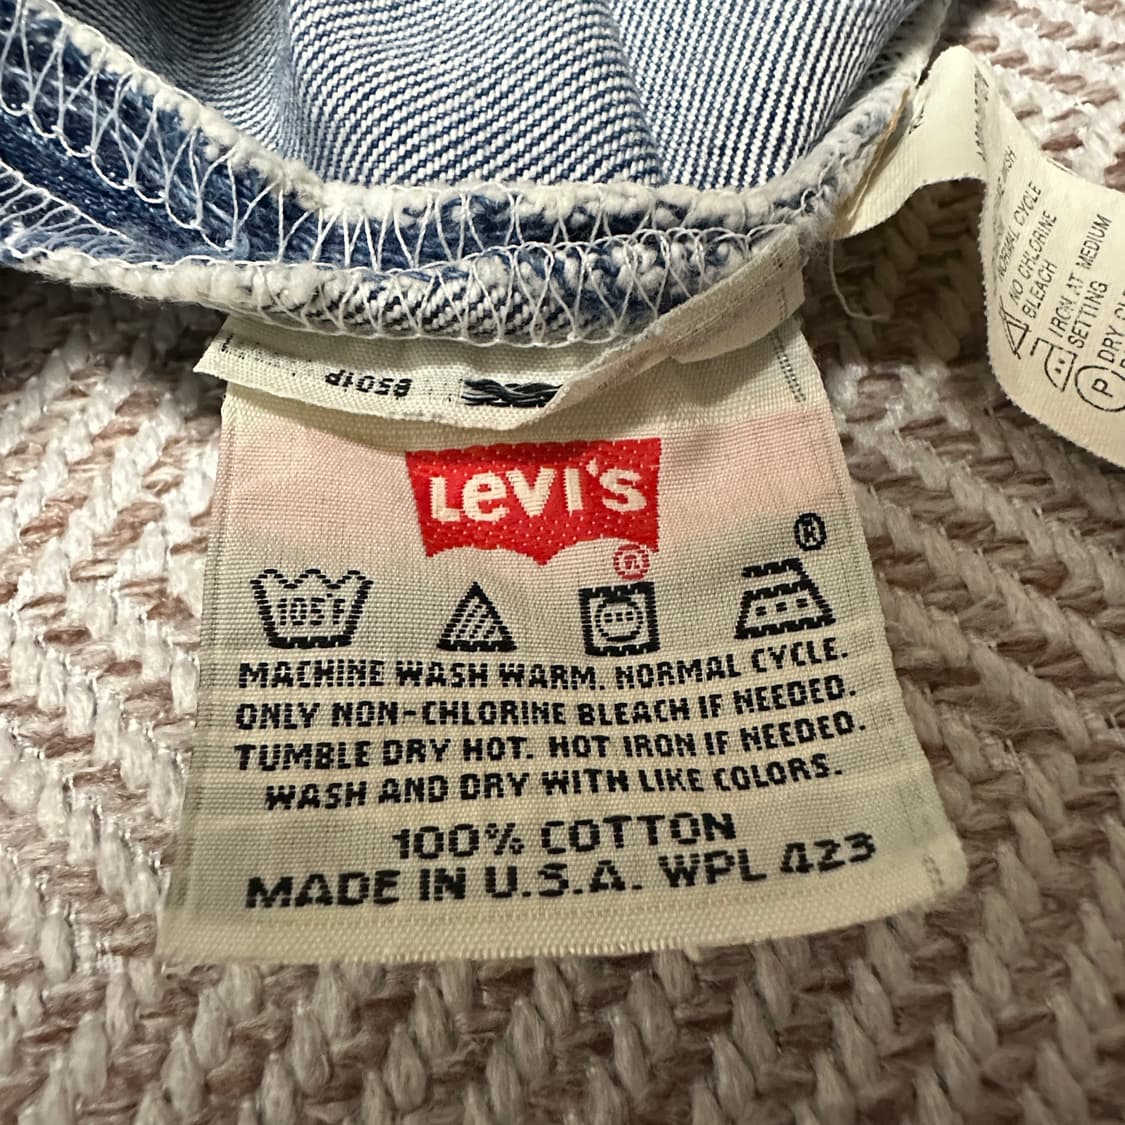 Levi's
®
®
105F
MACHINE WASH WARM. NORMAL CYCLE.
ONLY NON-CHLORINE BLEACH IF NEEDED.
TUMBLE DRY HOT. HOT IRON IF NEEDED.
WASH AND DRY WITH LIKE COLORS.
100% COTTON
MADE IN U.S.A. WPL 423
NORMAL CYCLE
NO CHLORINE
BLEACH
IRON AT MEDIUM
SETTING
P
DRY